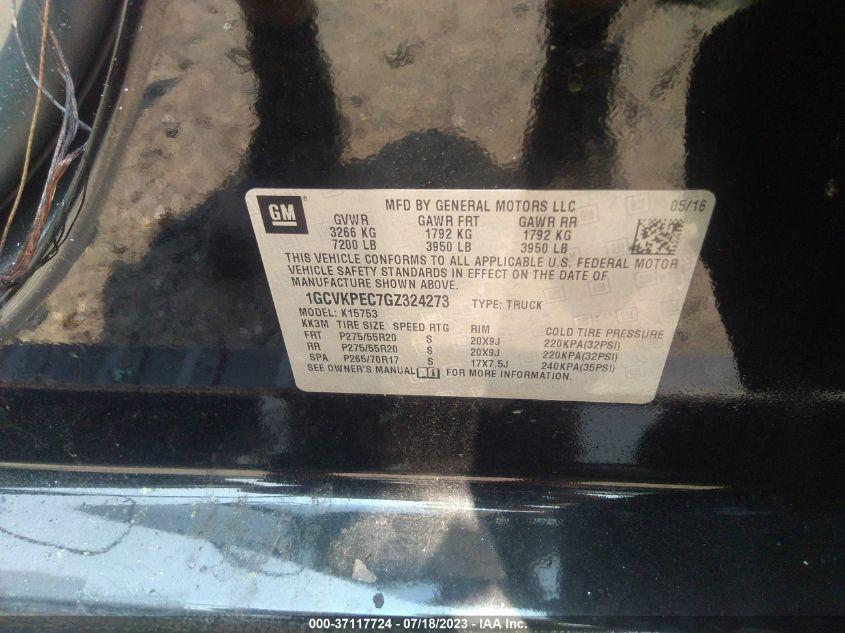 GM ®
MFD BY GENERAL MOTORS LLC 05/16
GVWR GAWR FRT GAWR RR
3266 KG 1792 KG 1792 KG
7200 LB 3950 LB 3950 LB
THIS VEHICLE CONFORMS TO ALL APPLICABLE U.S. FEDERAL MOTOR
VEHICLE SAFETY STANDARDS IN EFFECT ON THE DATE OF
MANUFACTURE SHOWN ABOVE.
1GCVKPEC7GZ324273 TYPE: TRUCK
MODEL: K15753
KK3M TIRE SIZE SPEED RTG RIM COLD TIRE PRESSURE
FRT P275/55R20 S 20X9J 220KPA(32PSI)
RR P275/55R20 S 20X9J 220KPA(32PSI)
SPA P265/70R17 S 17X7.5J 240KPA(35PSI)
SEE OWNER'S MANUAL FOR MORE INFORMATION.
000-37117724 - 07/18/2023 - IAA Inc.